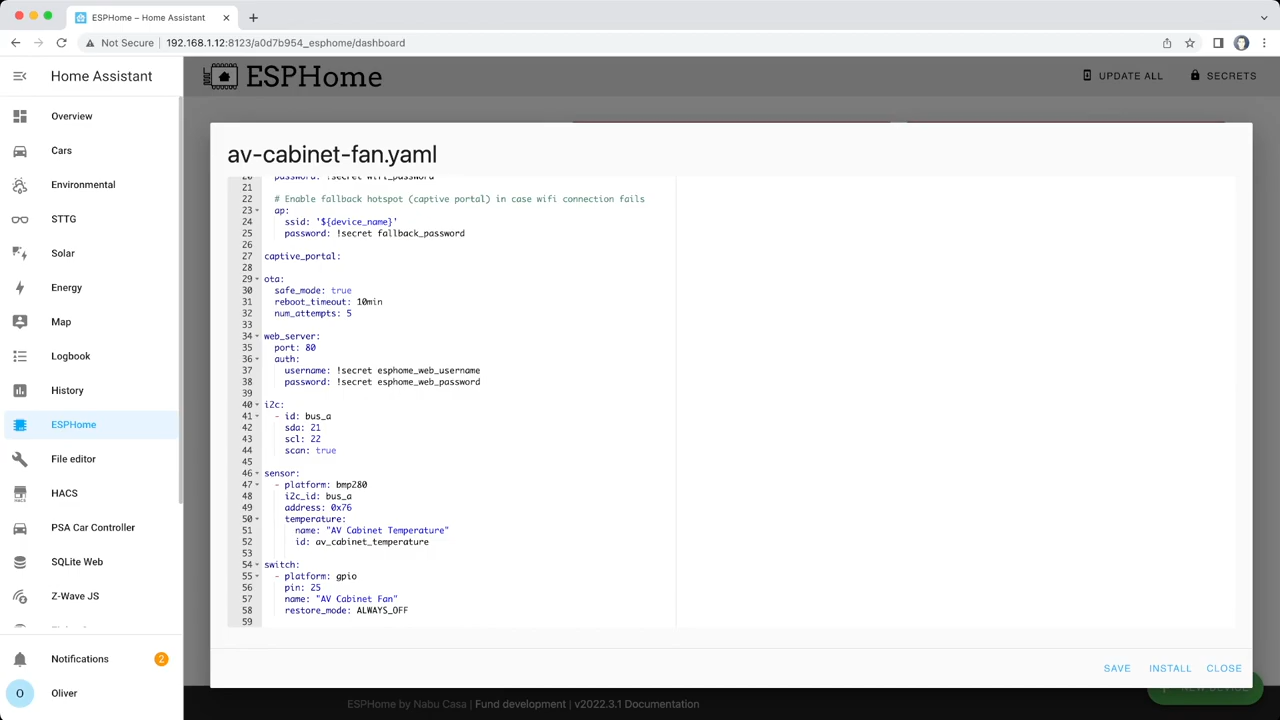 ESPHome – Home Assistant
Not Secure
192.168.1.12:8123/a0d7b954_esphome/dashboard
Home Assistant
ESPHome
UPDATE ALL
SECRETS
Overview
Cars
Environmental
STTG
Solar
Energy
Map
Logbook
History
ESPHome
File editor
HACS
HACS
PSA Car Controller
SQLite Web
Z-Wave JS
Notifications
2
O
Oliver
av-cabinet-fan.yaml
20 password: !secret wifi_password
21
22 # Enable fallback hotspot (captive portal) in case wifi connection fails
23 ap:
24 ssid: '${device_name}'
25 password: !secret fallback_password
26
27 captive_portal:
28
29 ota:
30 safe_mode: true
31 reboot_timeout: 10min
32 num_attempts: 5
33
34 web_server:
35 port: 80
36 auth:
37 username: !secret esphome_web_username
38 password: !secret esphome_web_password
39
40 i2c:
41 - id: bus_a
42 sda: 21
43 scl: 22
44 scan: true
45
46 sensor:
47 - platform: bmp280
48 i2c_id: bus_a
49 address: 0x76
50 temperature:
51 name: "AV Cabinet Temperature"
52 id: av_cabinet_temperature
53
54 switch:
55 - platform: gpio
56 pin: 25
57 name: "AV Cabinet Fan"
58 restore_mode: ALWAYS_OFF
59
SAVE
INSTALL
CLOSE
NEW DEVICE
ESPHome by Nabu Casa | Fund development | v2022.3.1 Documentation